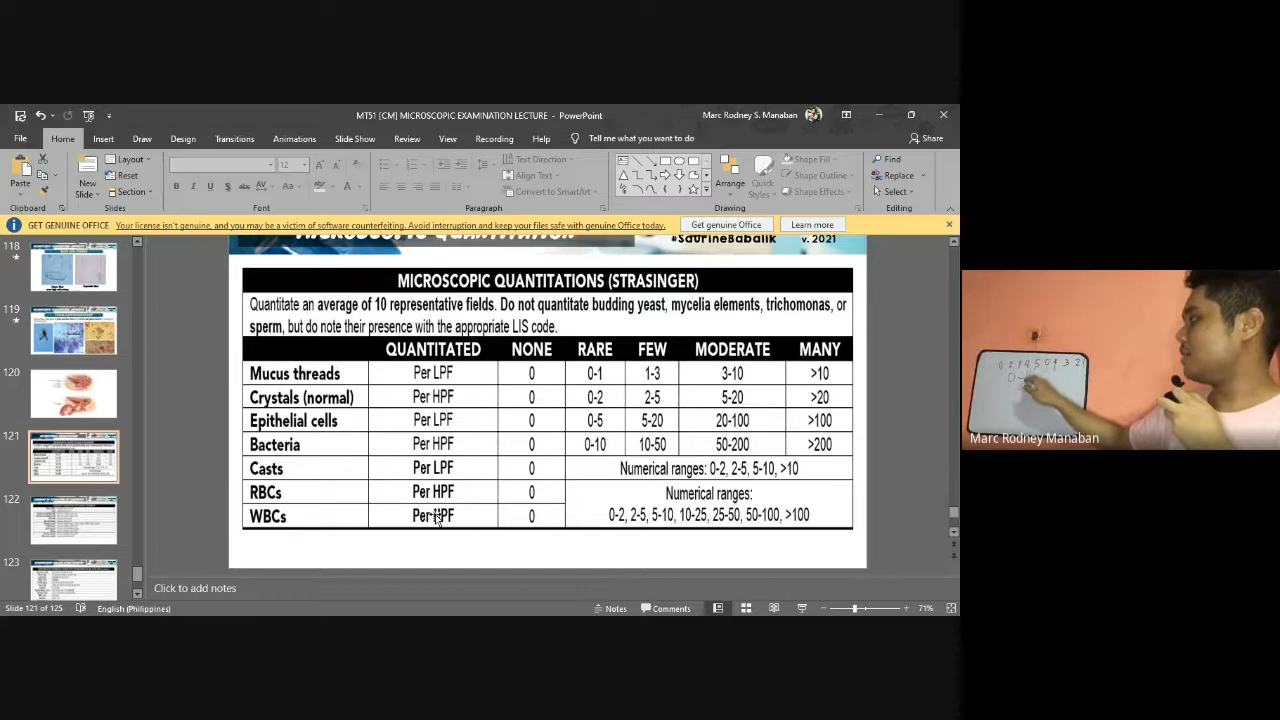 MT51 [CM] MICROSCOPIC EXAMINATION LECTURE - PowerPoint
Marc Rodney S. Manaban
File Home Insert Draw Design Transitions Animations Slide Show Review View Recording Help Tell me what you want to do Share
Paste
Clipboard
New Slide
Layout
Reset
Section
Slides
12
B I U S ab AV Aa A
Font
Text Direction
Align Text
Convert to SmartArt
Paragraph
Arrange
Quick Styles
Shape Fill
Shape Outline
Shape Effects
Drawing
Find
Replace
Select
Editing
GET GENUINE OFFICE Your license isn't genuine, and you may be a victim of software counterfeiting. Avoid interruption and keep your files safe with genuine Office today. Get genuine Office Learn more
118
119
120
121
122
123
v. 2021
MICROSCOPIC QUANTITATIONS (STRASINGER)
Quantitate an average of 10 representative fields. Do not quantitate budding yeast, mycelia elements, trichomonas, or
sperm, but do note their presence with the appropriate LIS code.
QUANTITATED NONE RARE FEW MODERATE MANY
Mucus threads Per LPF 0 0-1 1-3 3-10 >10
Crystals (normal) Per HPF 0 0-2 2-5 5-20 >20
Epithelial cells Per LPF 0 0-5 5-20 20-100 >100
Bacteria Per HPF 0 0-10 10-50 50-200 >200
Casts Per LPF 0 Numerical ranges: 0-2, 2-5, 5-10, >10
RBCs Per HPF 0 Numerical ranges:
WBCs Per HPF 0 0-2, 2-5, 5-10, 10-25, 25-50, 50-100, >100
Click to add notes
Slide 121 of 125 English (Philippines) Notes Comments 71%
Marc Rodney Manaban